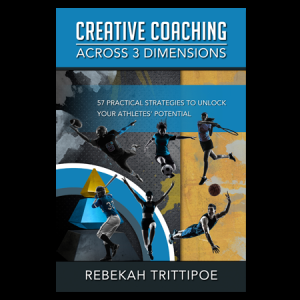 CREATIVE COACHING
ACROSS 3 DIMENSIONS
57 PRACTICAL STRATEGIES TO UNLOCK
YOUR ATHLETES' POTENTIAL
REBEKAH TRITTIPOE